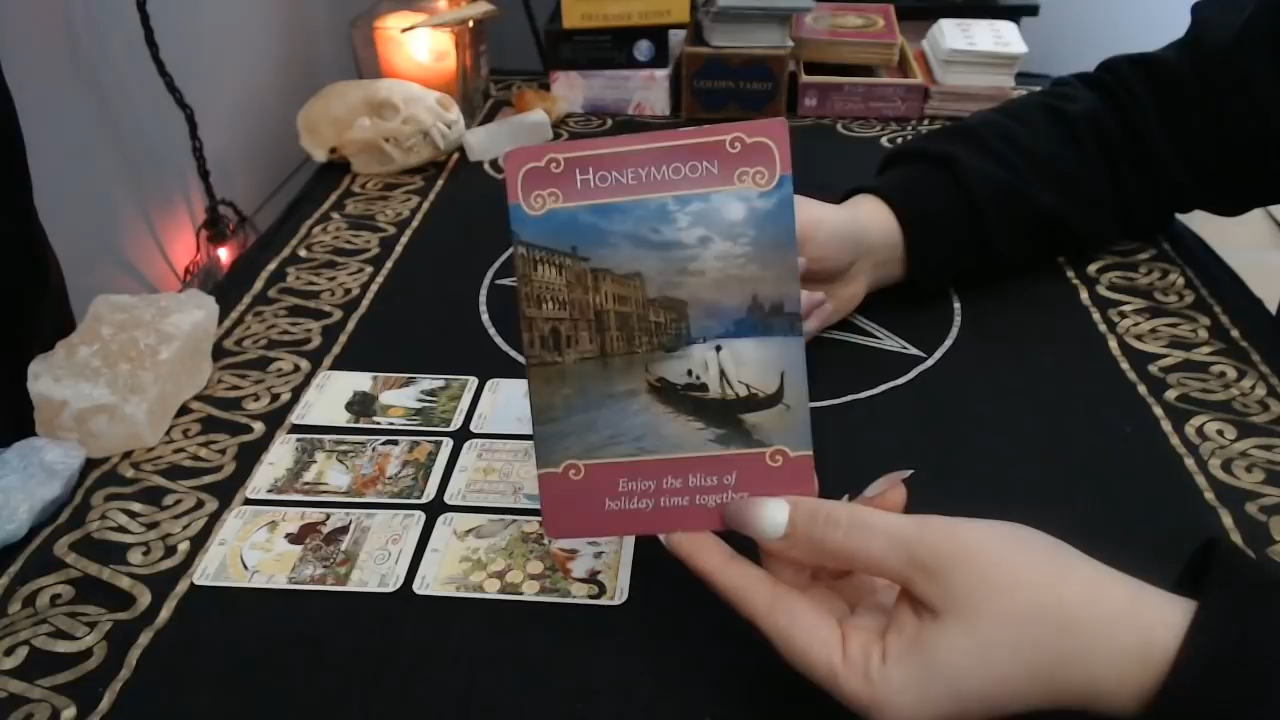 GOLDEN TAROT
HONEYMOON
Enjoy the bliss of
holiday time together